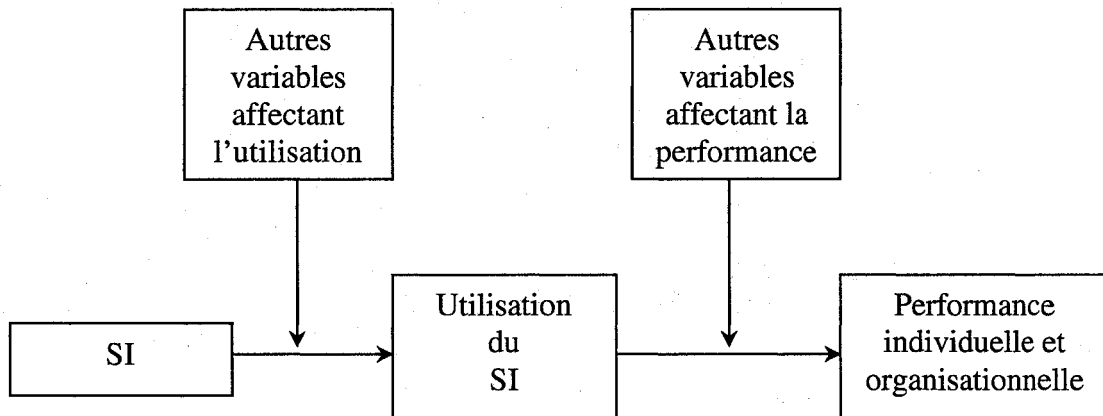 Autres
variables
affectant
l'utilisation
Autres
variables
affectant la
performance
SI
Utilisation
du
SI
Performance
individuelle et
organisationnelle